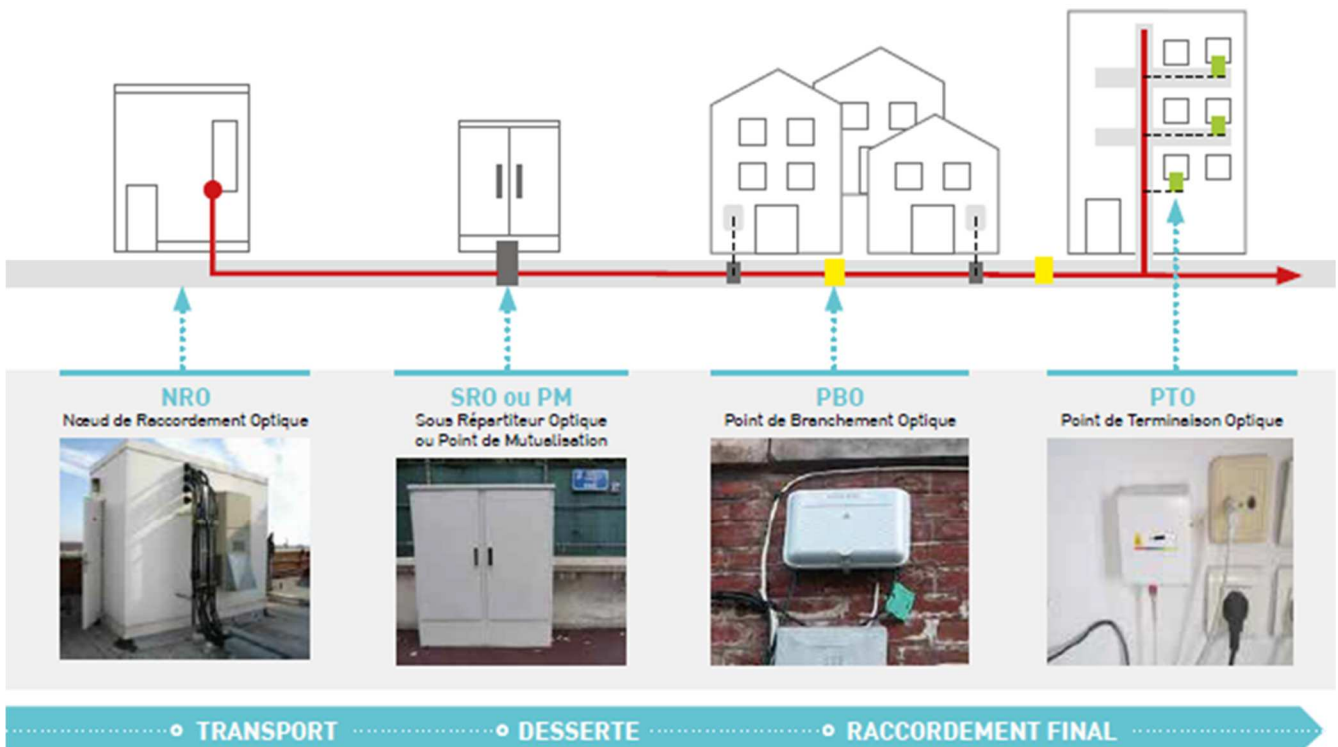 NRO
Nœud de Raccordement Optique
SRO ou PM
Sous Répartiteur Optique
ou Point de Mutualisation
PBO
Point de Branchement Optique
PTO
Point de Terminaison Optique
TRANSPORT
DESSERTE
RACCORDEMENT FINAL